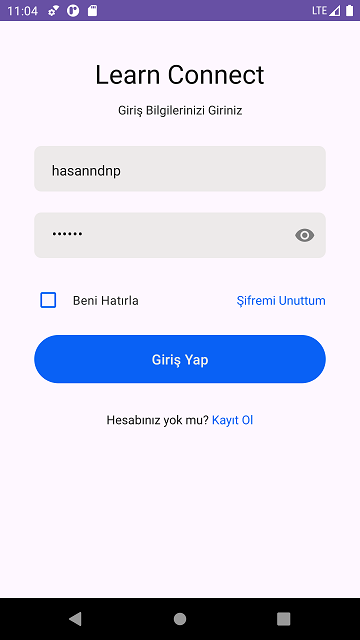 11:04 LTE
Learn Connect
Giriş Bilgilerinizi Giriniz
hasanndnp
••••••
Beni Hatırla Şifremi Unuttum
Giriş Yap
Hesabınız yok mu? Kayıt Ol